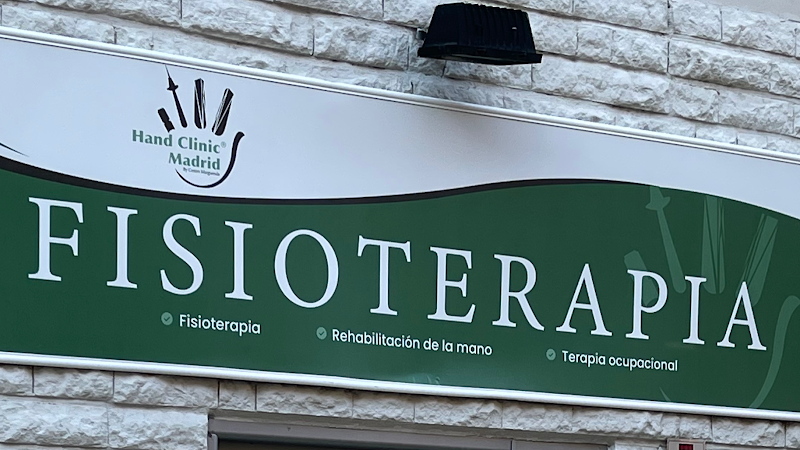 Hand Clinic®
Madrid
FISIOTERAPIA
Fisioterapia
Rehabilitación de la mano
Terapia ocupacional